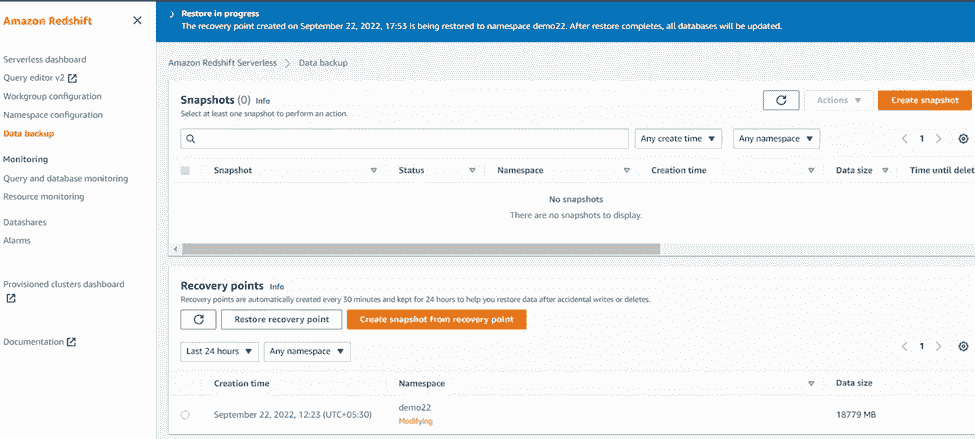 Amazon Redshift
Restore in progress
The recovery point created on September 22, 2022, 17:53 is being restored to namespace demo22. After restore completes, all databases will be updated.
Serverless dashboard
Query editor v2
Workgroup configuration
Namespace configuration
Data backup
Monitoring
Query and database monitoring
Resource monitoring
Datashares
Alarms
Provisioned clusters dashboard
Documentation
Amazon Redshift Serverless > Data backup
Snapshots (0) Info
Select at least one snapshot to perform an action.
Actions
Create snapshot
Any create time
Any namespace
1
Snapshot Status Namespace Creation time Data size Time until delet
No snapshots
There are no snapshots to display.
Recovery points Info
Recovery points are automatically created every 30 minutes and kept for 24 hours to help you restore data after accidental writes or deletes.
Restore recovery point
Create snapshot from recovery point
Last 24 hours
Any namespace
1
Creation time Namespace Data size
September 22, 2022, 12:23 (UTC+05:30) demo22 18779 MB
Modifying